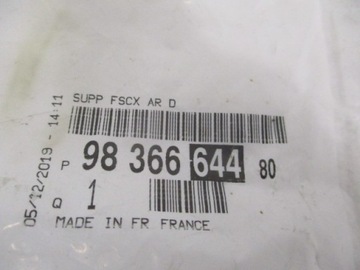 SUPP FSCX AR D
05/12/2019 - 14:11
P 98 366 644 80
Q 1
MADE IN FR FRANCE